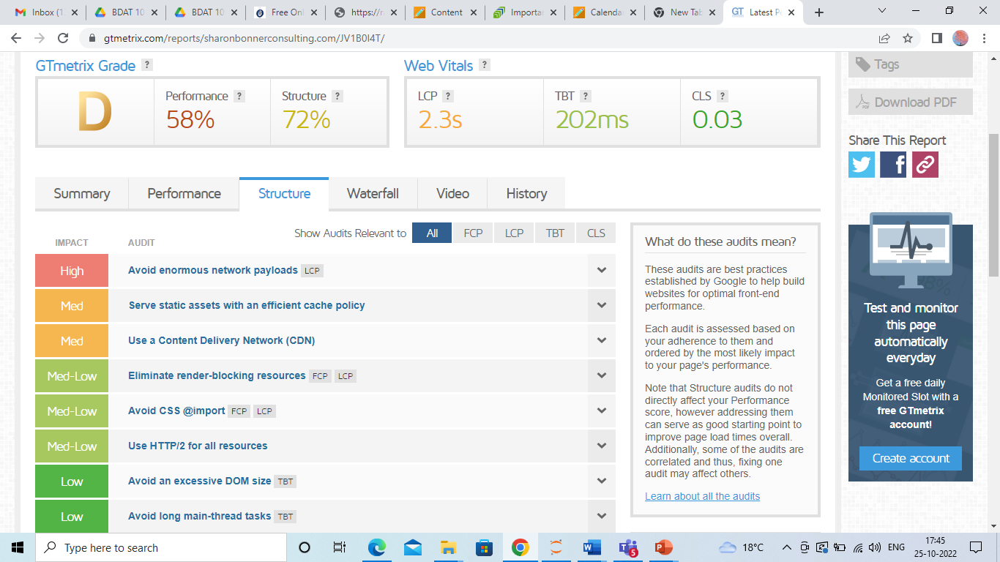 Inbox (1
BDAT 10
BDAT 10
Free Onl
https://r
Content
Importa
Calenda
New Tab
GT Latest P
gtmetrix.com/reports/sharonbonnerconsulting.com/JV1B0I4T/
GTmetrix Grade ?
Web Vitals ?
D
Performance ?
58%
Structure ?
72%
LCP ?
2.3s
TBT ?
202ms
CLS ?
0.03
Tags
Download PDF
Share This Report
Summary
Performance
Structure
Waterfall
Video
History
Show Audits Relevant to All FCP LCP TBT CLS
IMPACT AUDIT
High Avoid enormous network payloads LCP
Med Serve static assets with an efficient cache policy
Med Use a Content Delivery Network (CDN)
Med-Low Eliminate render-blocking resources FCP LCP
Med-Low Avoid CSS @import FCP LCP
Med-Low Use HTTP/2 for all resources
Low Avoid an excessive DOM size TBT
Low Avoid long main-thread tasks TBT
What do these audits mean?
These audits are best practices
established by Google to help build
websites for optimal front-end
performance.
Each audit is assessed based on
your adherence to them and
ordered by the most likely impact
to your page's performance.
Note that Structure audits do not
directly affect your Performance
score, however addressing them
can serve as good starting point to
improve page load times overall.
Additionally, some of the audits are
correlated and thus, fixing one
audit may affect others.
Learn about all the audits
Test and monitor
this page
automatically
everyday
Get a free daily
Monitored Slot with a
free GTmetrix
account!
Create account
Type here to search
5
18°C
ENG
17:45
25-10-2022